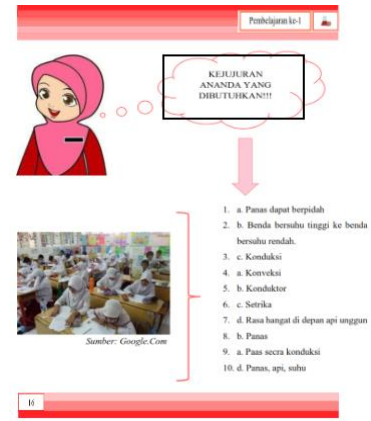 Pembelajaran ke-1
KEJUJURAN
ANANDA YANG
DIBUTUHKAN!!!
1. a. Panas dapat berpidah
2. b. Benda bersuhu tinggi ke benda
bersuhu rendah.
3. c. Konduksi
4. a. Konveksi
5. b. Konduktor
6. c. Setrika
7. d. Rasa hangat di depan api unggun
8. b. Panas
9. a. Paas secra konduksi
10. d. Panas, api, suhu
Sumber: Google.Com
16